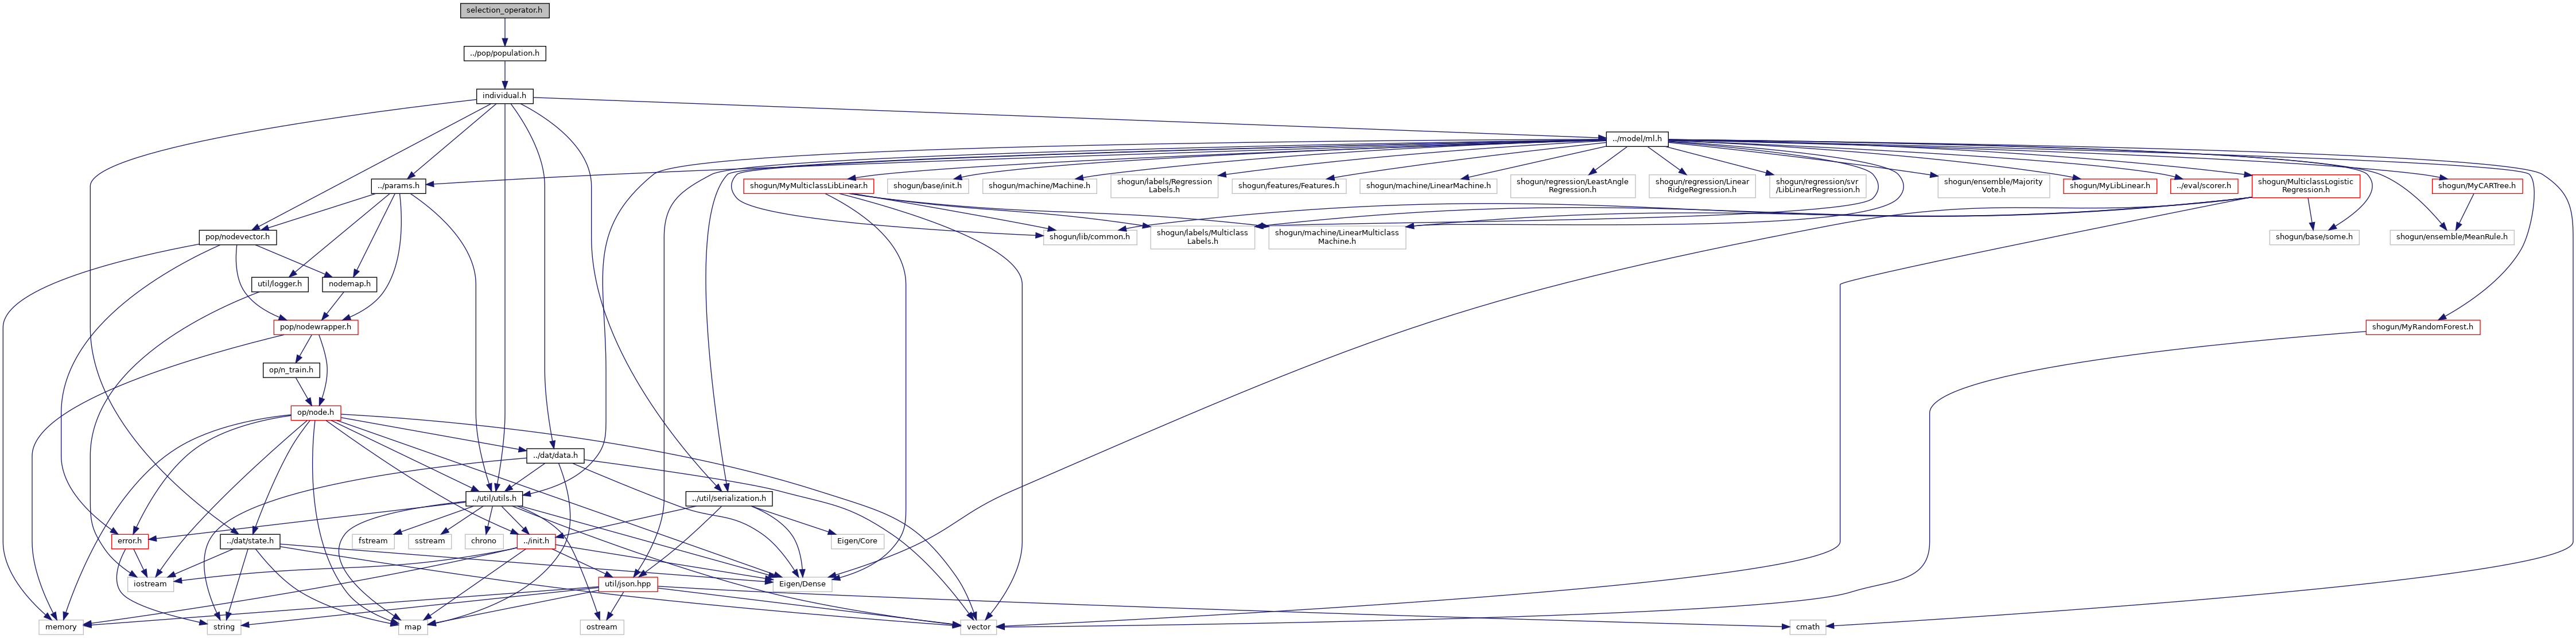 selection_operator.h
../pop/population.h
individual.h
../model/ml.h
../params.h
shogun/MyMulticlassLibLinear.h
shogun/base/init.h
shogun/machine/Machine.h
shogun/labels/Regression
Labels.h
shogun/features/Features.h
shogun/machine/LinearMachine.h
shogun/regression/LeastAngle
Regression.h
shogun/regression/Linear
RidgeRegression.h
shogun/regression/svr
/LibLinearRegression.h
shogun/ensemble/Majority
Vote.h
shogun/MyLibLinear.h
../eval/scorer.h
shogun/MulticlassLogistic
Regression.h
shogun/MyCARTree.h
pop/nodevector.h
shogun/lib/common.h
shogun/labels/Multiclass
Labels.h
shogun/machine/LinearMulticlass
Machine.h
shogun/base/some.h
shogun/ensemble/MeanRule.h
util/logger.h
nodemap.h
pop/nodewrapper.h
shogun/MyRandomForest.h
op/n_train.h
op/node.h
../dat/data.h
../util/utils.h
../util/serialization.h
error.h
../dat/state.h
fstream
sstream
chrono
../init.h
Eigen/Core
iostream
util/json.hpp
Eigen/Dense
memory
string
map
ostream
vector
cmath